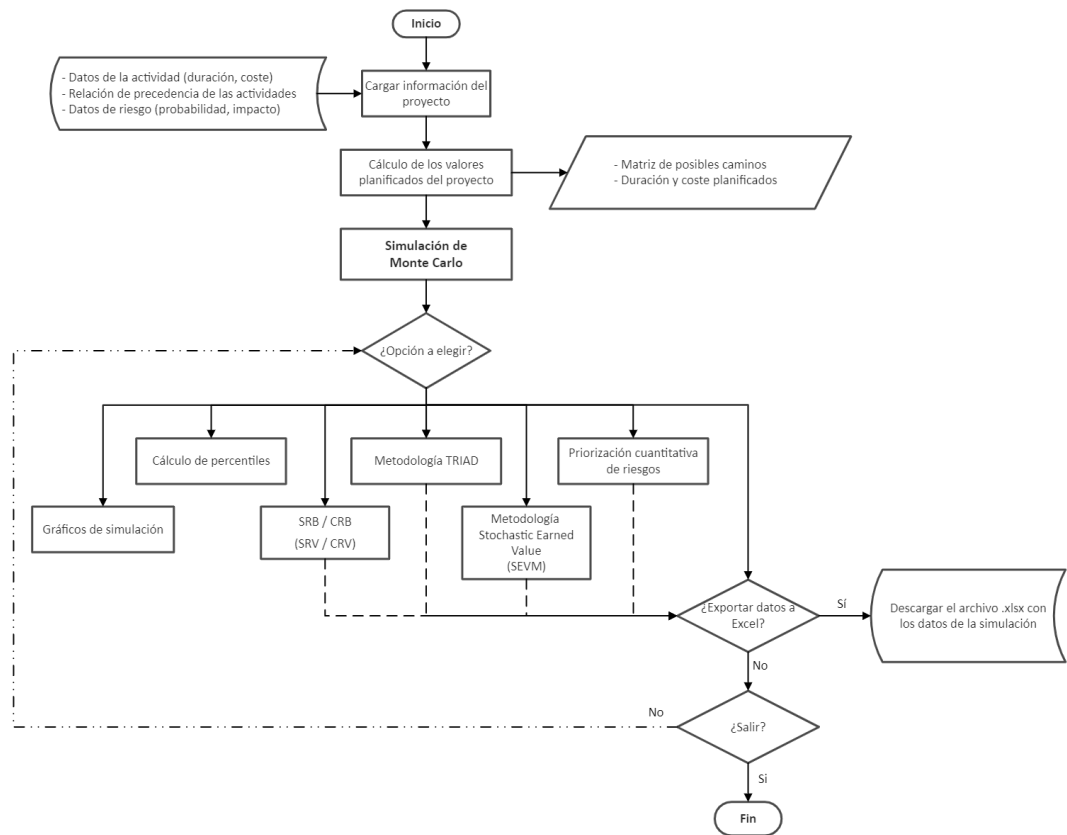 Inicio
- Datos de la actividad (duración, coste)
- Relación de precedencia de las actividades
- Datos de riesgo (probabilidad, impacto)
Cargar información del
proyecto
Cálculo de los valores
planificados del proyecto
- Matriz de posibles caminos
- Duración y coste planificados
Simulación de
Monte Carlo
¿Opción a elegir?
Cálculo de percentiles
Metodología TRIAD
Priorización cuantitativa
de riesgos
Gráficos de simulación
SRB / CRB
(SRV / CRV)
Metodología
Stochastic Earned
Value
(SEVM)
¿Exportar datos a
Excel?
Sí
Descargar el archivo .xlsx con
los datos de la simulación
No
No
¿Salir?
Si
Fin